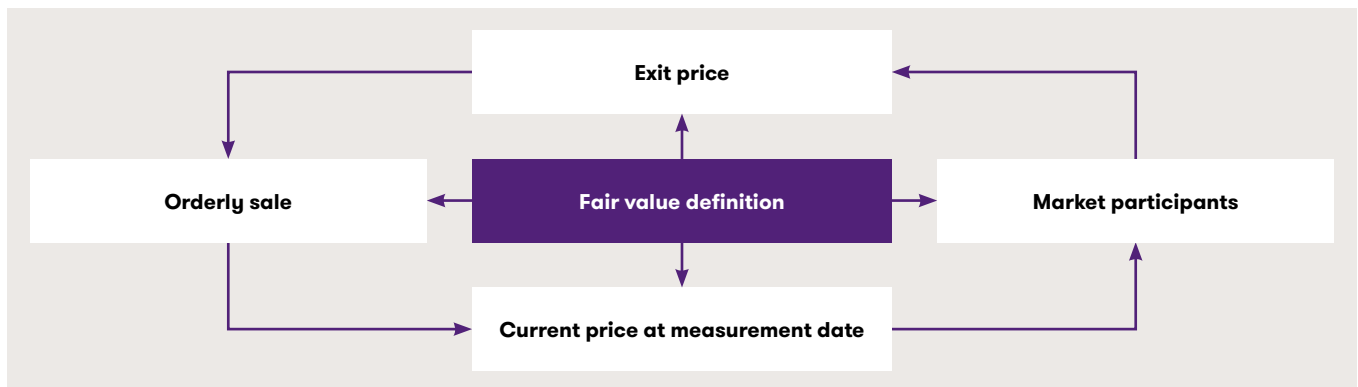 Exit price
Orderly sale
Fair value definition
Market participants
Current price at measurement date